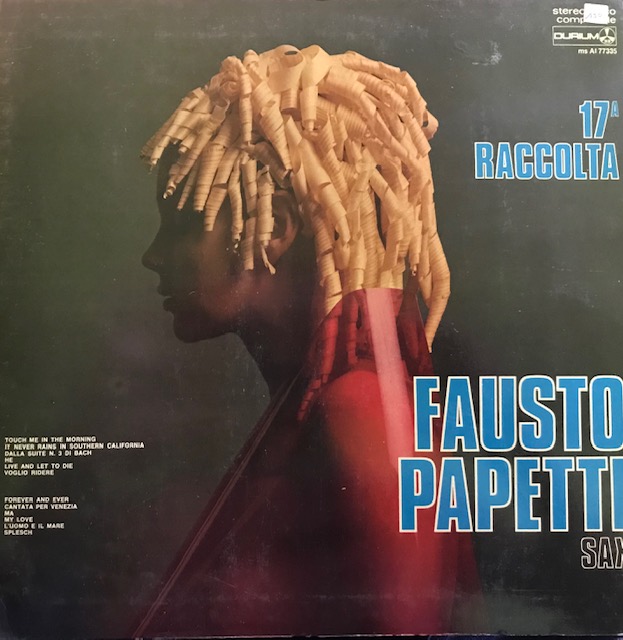 stereo
DURIUM
ms AI 77335
17ª
RACCOLTA
FAUSTO
PAPETTI
SAX
TOUCH ME IN THE MORNING
IT NEVER RAINS IN SOUTHERN CALIFORNIA
DALLA SUITE N. 3 DI BACH
HE
LIVE AND LET TO DIE
VOGLIO RIDERE
FOREVER AND EVER
CANTATA PER VENEZIA
MA
MY LOVE
L'UOMO E IL MARE
SPLESCH